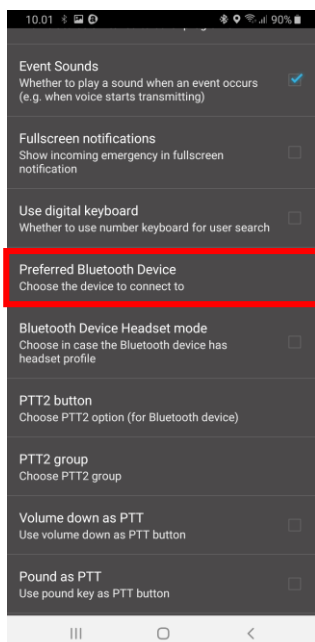 10.01 90%
Event Sounds
Whether to play a sound when an event occurs
(e.g. when voice starts transmitting)
Fullscreen notifications
Show incoming emergency in fullscreen
notification
Use digital keyboard
Whether to use number keyboard for user search
Preferred Bluetooth Device
Choose the device to connect to
Bluetooth Device Headset mode
Choose in case the Bluetooth device has
headset profile
PTT2 button
Choose PTT2 option (for Bluetooth device)
PTT2 group
Choose PTT2 group
Volume down as PTT
Use volume down as PTT button
Pound as PTT
Use pound key as PTT button